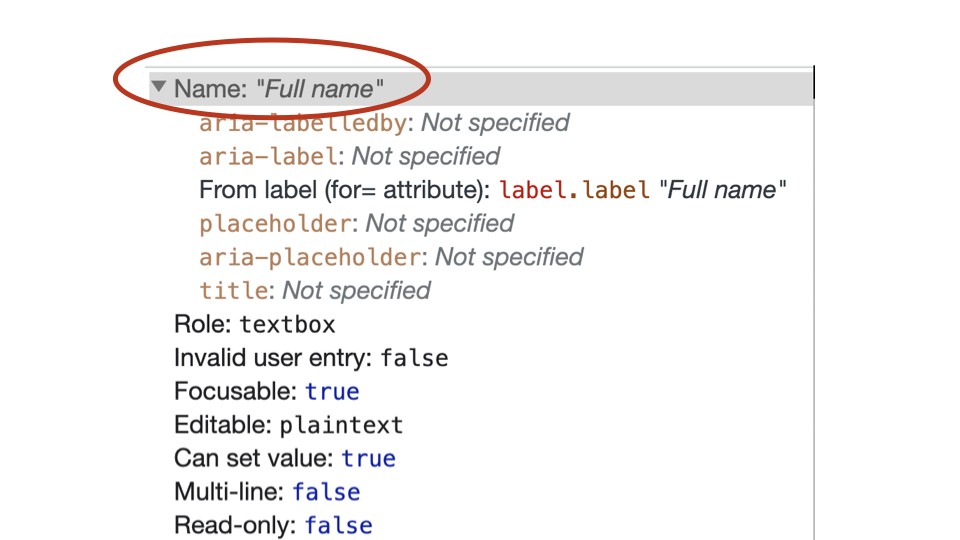 Name: "Full name"
aria-labelledby: Not specified
aria-label: Not specified
From label (for= attribute): label.label "Full name"
placeholder: Not specified
aria-placeholder: Not specified
title: Not specified
Role: textbox
Invalid user entry: false
Focusable: true
Editable: plaintext
Can set value: true
Multi-line: false
Read-only: false